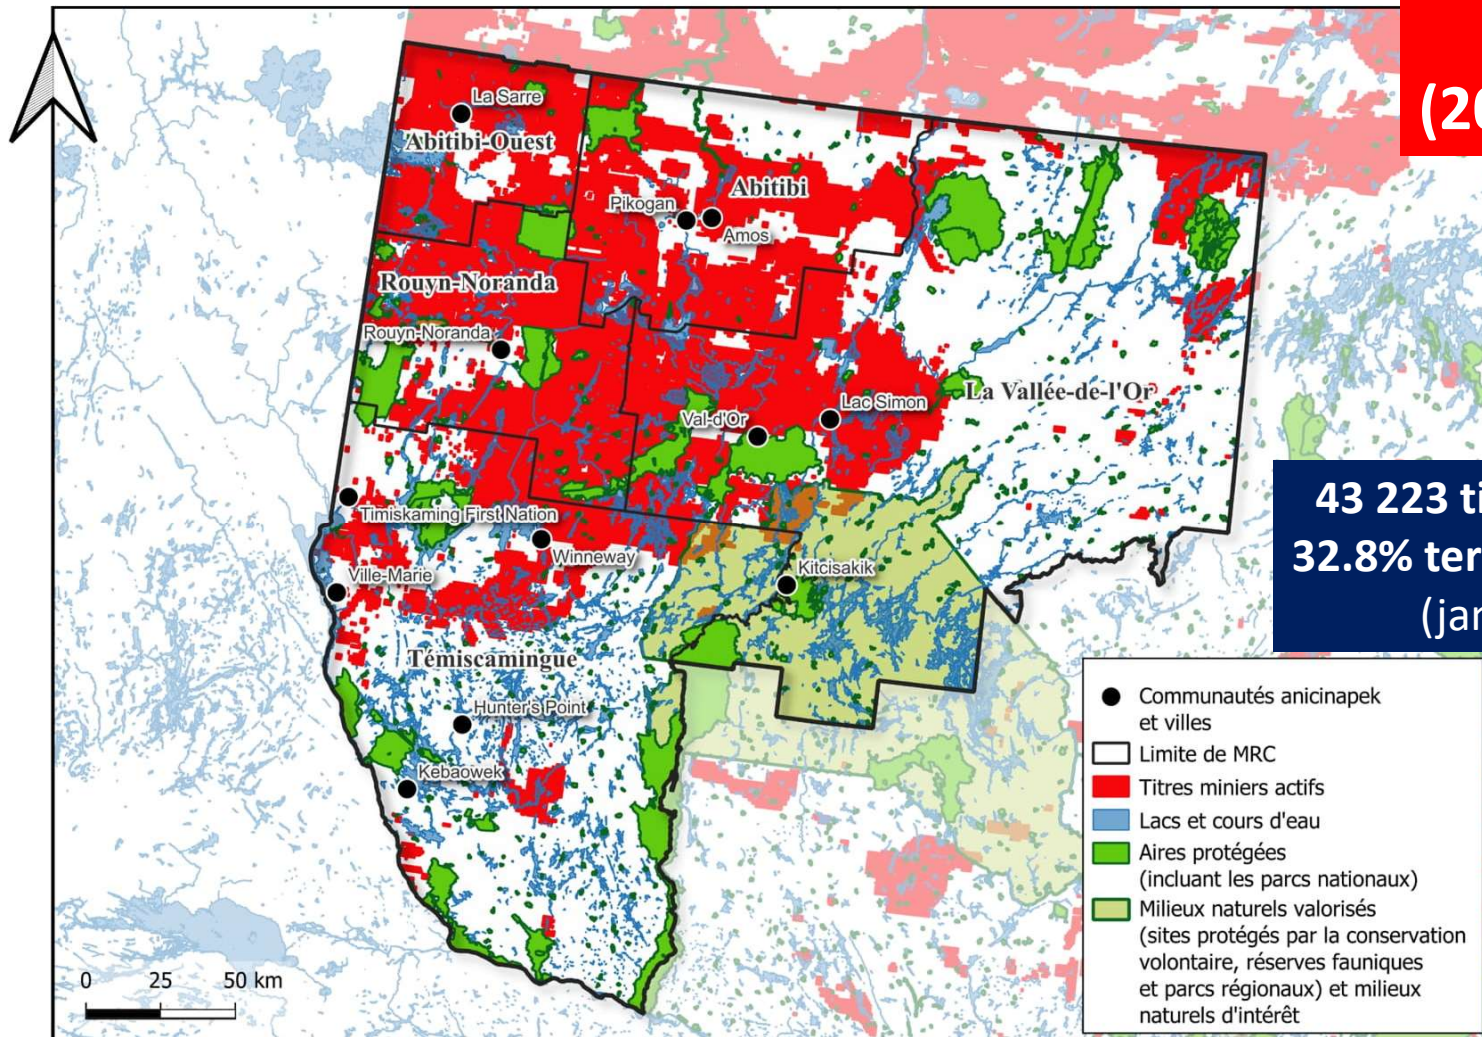 (20
La Sarre
Abitibi-Ouest
Abitibi
Pikogan
Amos
Rouyn-Noranda
Rouyn-Noranda
La Vallée-de-l'Or
Lac Simon
Val-d'Or
Timiskaming First Nation
Winneway
Ville-Marie
Kitcisakik
Témiscamingue
Hunter's Point
Kebaowek
43 223 ti
32.8% ter
(jan
Communautés anicinapek
et villes
Limite de MRC
Titres miniers actifs
Lacs et cours d'eau
Aires protégées
(incluant les parcs nationaux)
Milieux naturels valorisés
(sites protégés par la conservation
volontaire, réserves fauniques
et parcs régionaux) et milieux
naturels d'intérêt
0 25 50 km